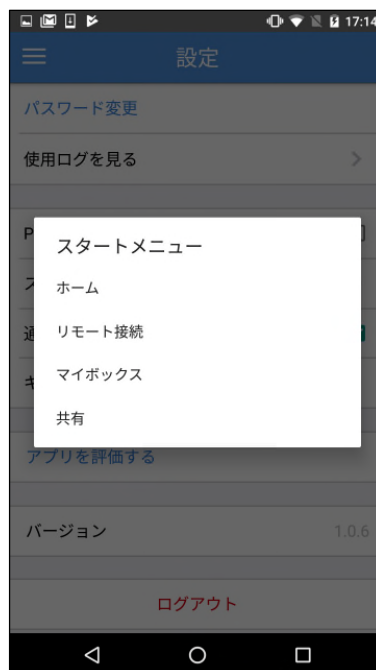 17:14
設定
パスワード変更
使用ログを見る
P
スタートメニュー
ホーム
リモート接続
マイボックス
共有
アプリを評価する
バージョン 1.0.6
ログアウト